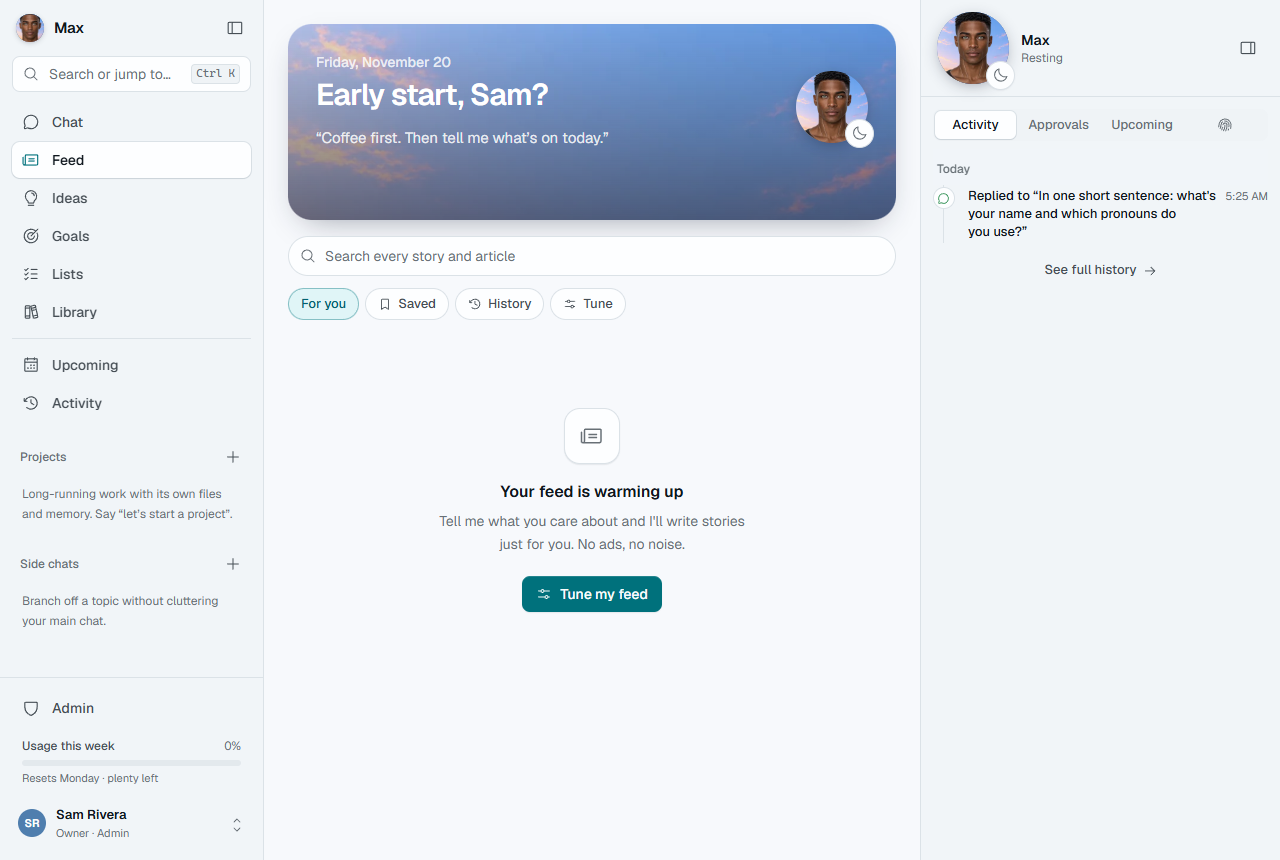 Max
Search or jump to...
Ctrl K
Chat
Feed
Ideas
Goals
Lists
Library
Upcoming
Activity
Projects
Long-running work with its own files
and memory. Say “let's start a project”.
Side chats
Branch off a topic without cluttering
your main chat.
Admin
Usage this week 0%
Resets Monday · plenty left
SR
Sam Rivera
Owner · Admin
Friday, November 20
Early start, Sam?
“Coffee first. Then tell me what's on today.”
Search every story and article
For you
Saved
History
Tune
Your feed is warming up
Tell me what you care about and I'll write stories
just for you. No ads, no noise.
Tune my feed
Max
Resting
Activity
Approvals
Upcoming
Today
Replied to “In one short sentence: what's 5:25 AM
your name and which pronouns do
you use?”
See full history